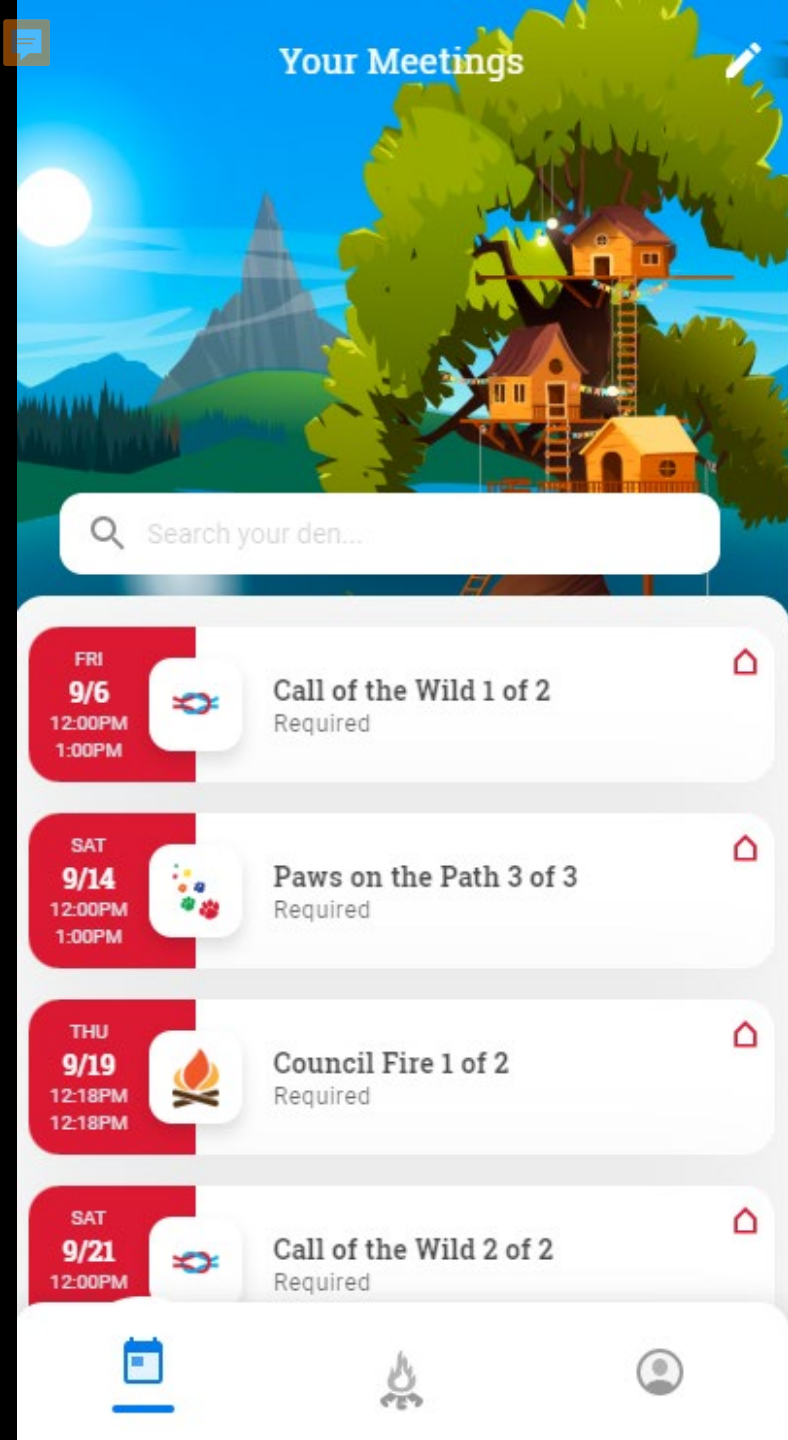 Your Meetings
Search your den...
FRI
9/6
12:00PM
1:00PM
Call of the Wild 1 of 2
Required
SAT
9/14
12:00PM
1:00PM
Paws on the Path 3 of 3
Required
THU
9/19
12:18PM
12:18PM
Council Fire 1 of 2
Required
SAT
9/21
12:00PM
Call of the Wild 2 of 2
Required